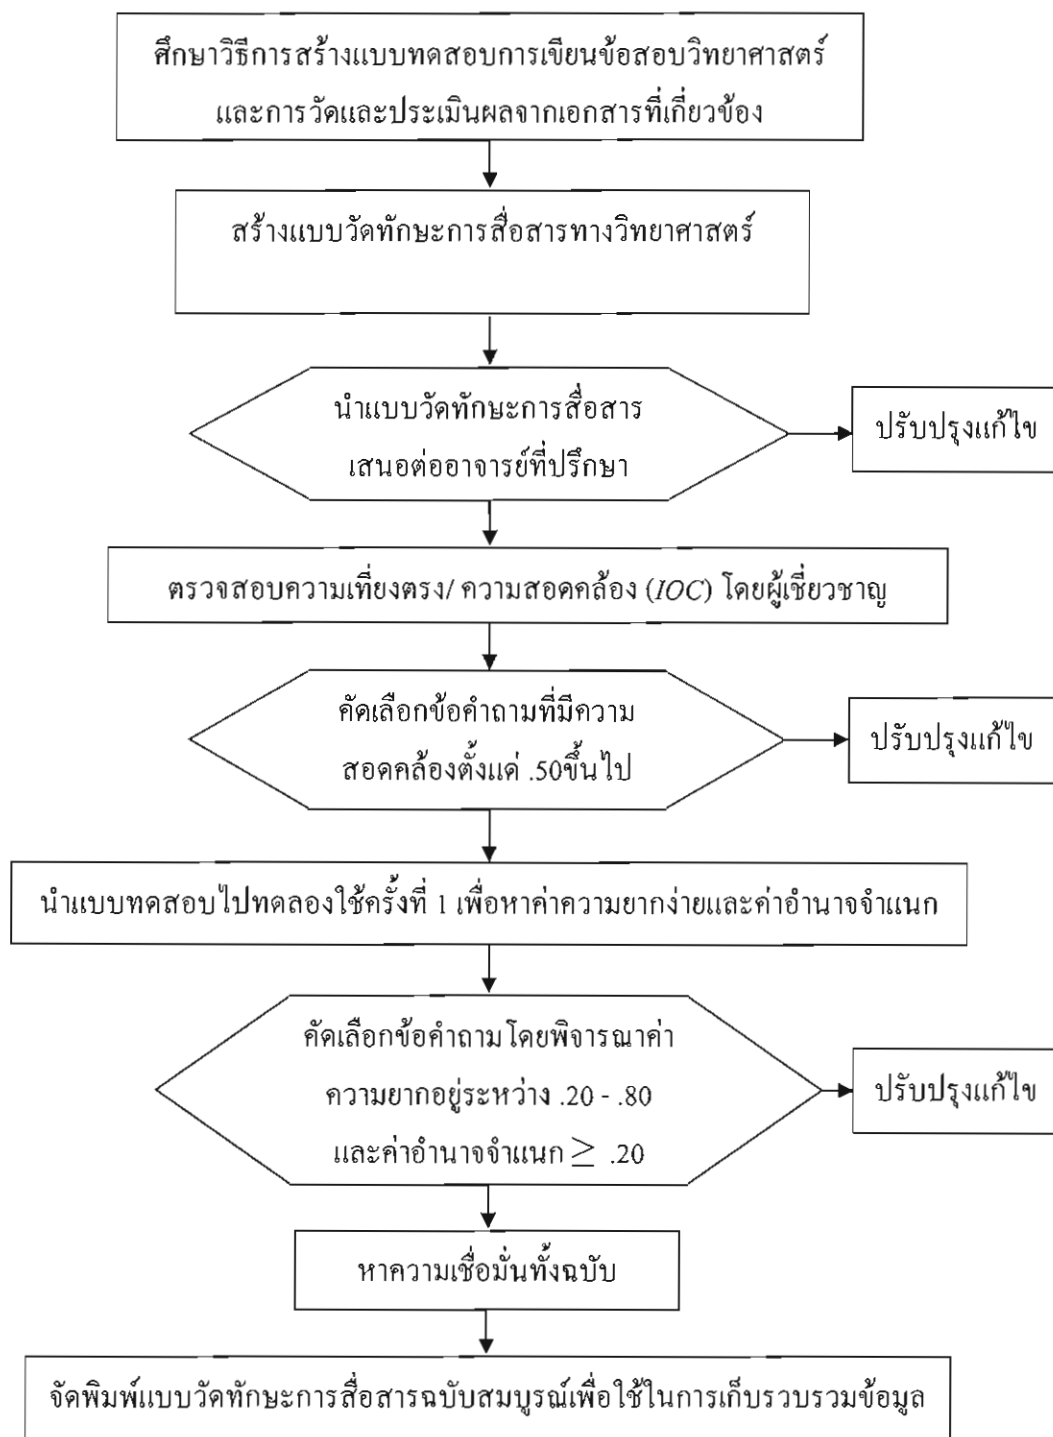 ศึกษาวิธีการสร้างแบบทดสอบการเขียนข้อสอบวิทยาศาสตร์
และการวัดและประเมินผลจากเอกสารที่เกี่ยวข้อง
สร้างแบบวัดทักษะการสื่อสารทางวิทยาศาสตร์
นำแบบวัดทักษะการสื่อสาร
เสนอต่ออาจารย์ที่ปรึกษา
ปรับปรุงแก้ไข
ตรวจสอบความเที่ยงตรง/ ความสอดคล้อง (IOC) โดยผู้เชี่ยวชาญ
คัดเลือกข้อคำถามที่มีความ
สอดคล้องตั้งแต่ .50ขึ้นไป
ปรับปรุงแก้ไข
นำแบบทดสอบไปทดลองใช้ครั้งที่ 1 เพื่อหาค่าความยากง่ายและค่าอำนาจจำแนก
คัดเลือกข้อคำถามโดยพิจารณาค่า
ความยากอยู่ระหว่าง .20 - .80
และค่าอำนาจจำแนก ≥ .20
ปรับปรุงแก้ไข
หาความเชื่อมั่นทั้งฉบับ
จัดพิมพ์แบบวัดทักษะการสื่อสารฉบับสมบูรณ์เพื่อใช้ในการเก็บรวบรวมข้อมูล